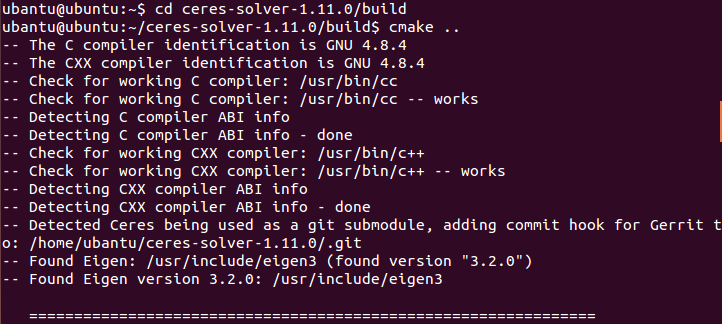 ubantu@ubuntu:~$ cd ceres-solver-1.11.0/build
ubantu@ubuntu:~/ceres-solver-1.11.0/build$ cmake ..
-- The C compiler identification is GNU 4.8.4
-- The CXX compiler identification is GNU 4.8.4
-- Check for working C compiler: /usr/bin/cc
-- Check for working C compiler: /usr/bin/cc -- works
-- Detecting C compiler ABI info
-- Detecting C compiler ABI info - done
-- Check for working CXX compiler: /usr/bin/c++
-- Check for working CXX compiler: /usr/bin/c++ -- works
-- Detecting CXX compiler ABI info
-- Detecting CXX compiler ABI info - done
-- Detected Ceres being used as a git submodule, adding commit hook for Gerrit t
o: /home/ubantu/ceres-solver-1.11.0/.git
-- Found Eigen: /usr/include/eigen3 (found version "3.2.0")
-- Found Eigen version 3.2.0: /usr/include/eigen3
===============================================================